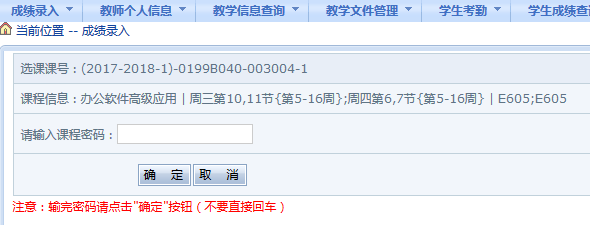 成绩录入 教师个人信息 教学信息查询 教学文件管理 学生考勤 学生成绩查
当前位置 -- 成绩录入
选课课号：(2017-2018-1)-0199B040-003004-1
课程信息：办公软件高级应用 | 周三第10,11节{第5-16周};周四第6,7节{第5-16周} | E605;E605
请输入课程密码：
确 定 取 消
注意：输完密码请点击"确定"按钮（不要直接回车）